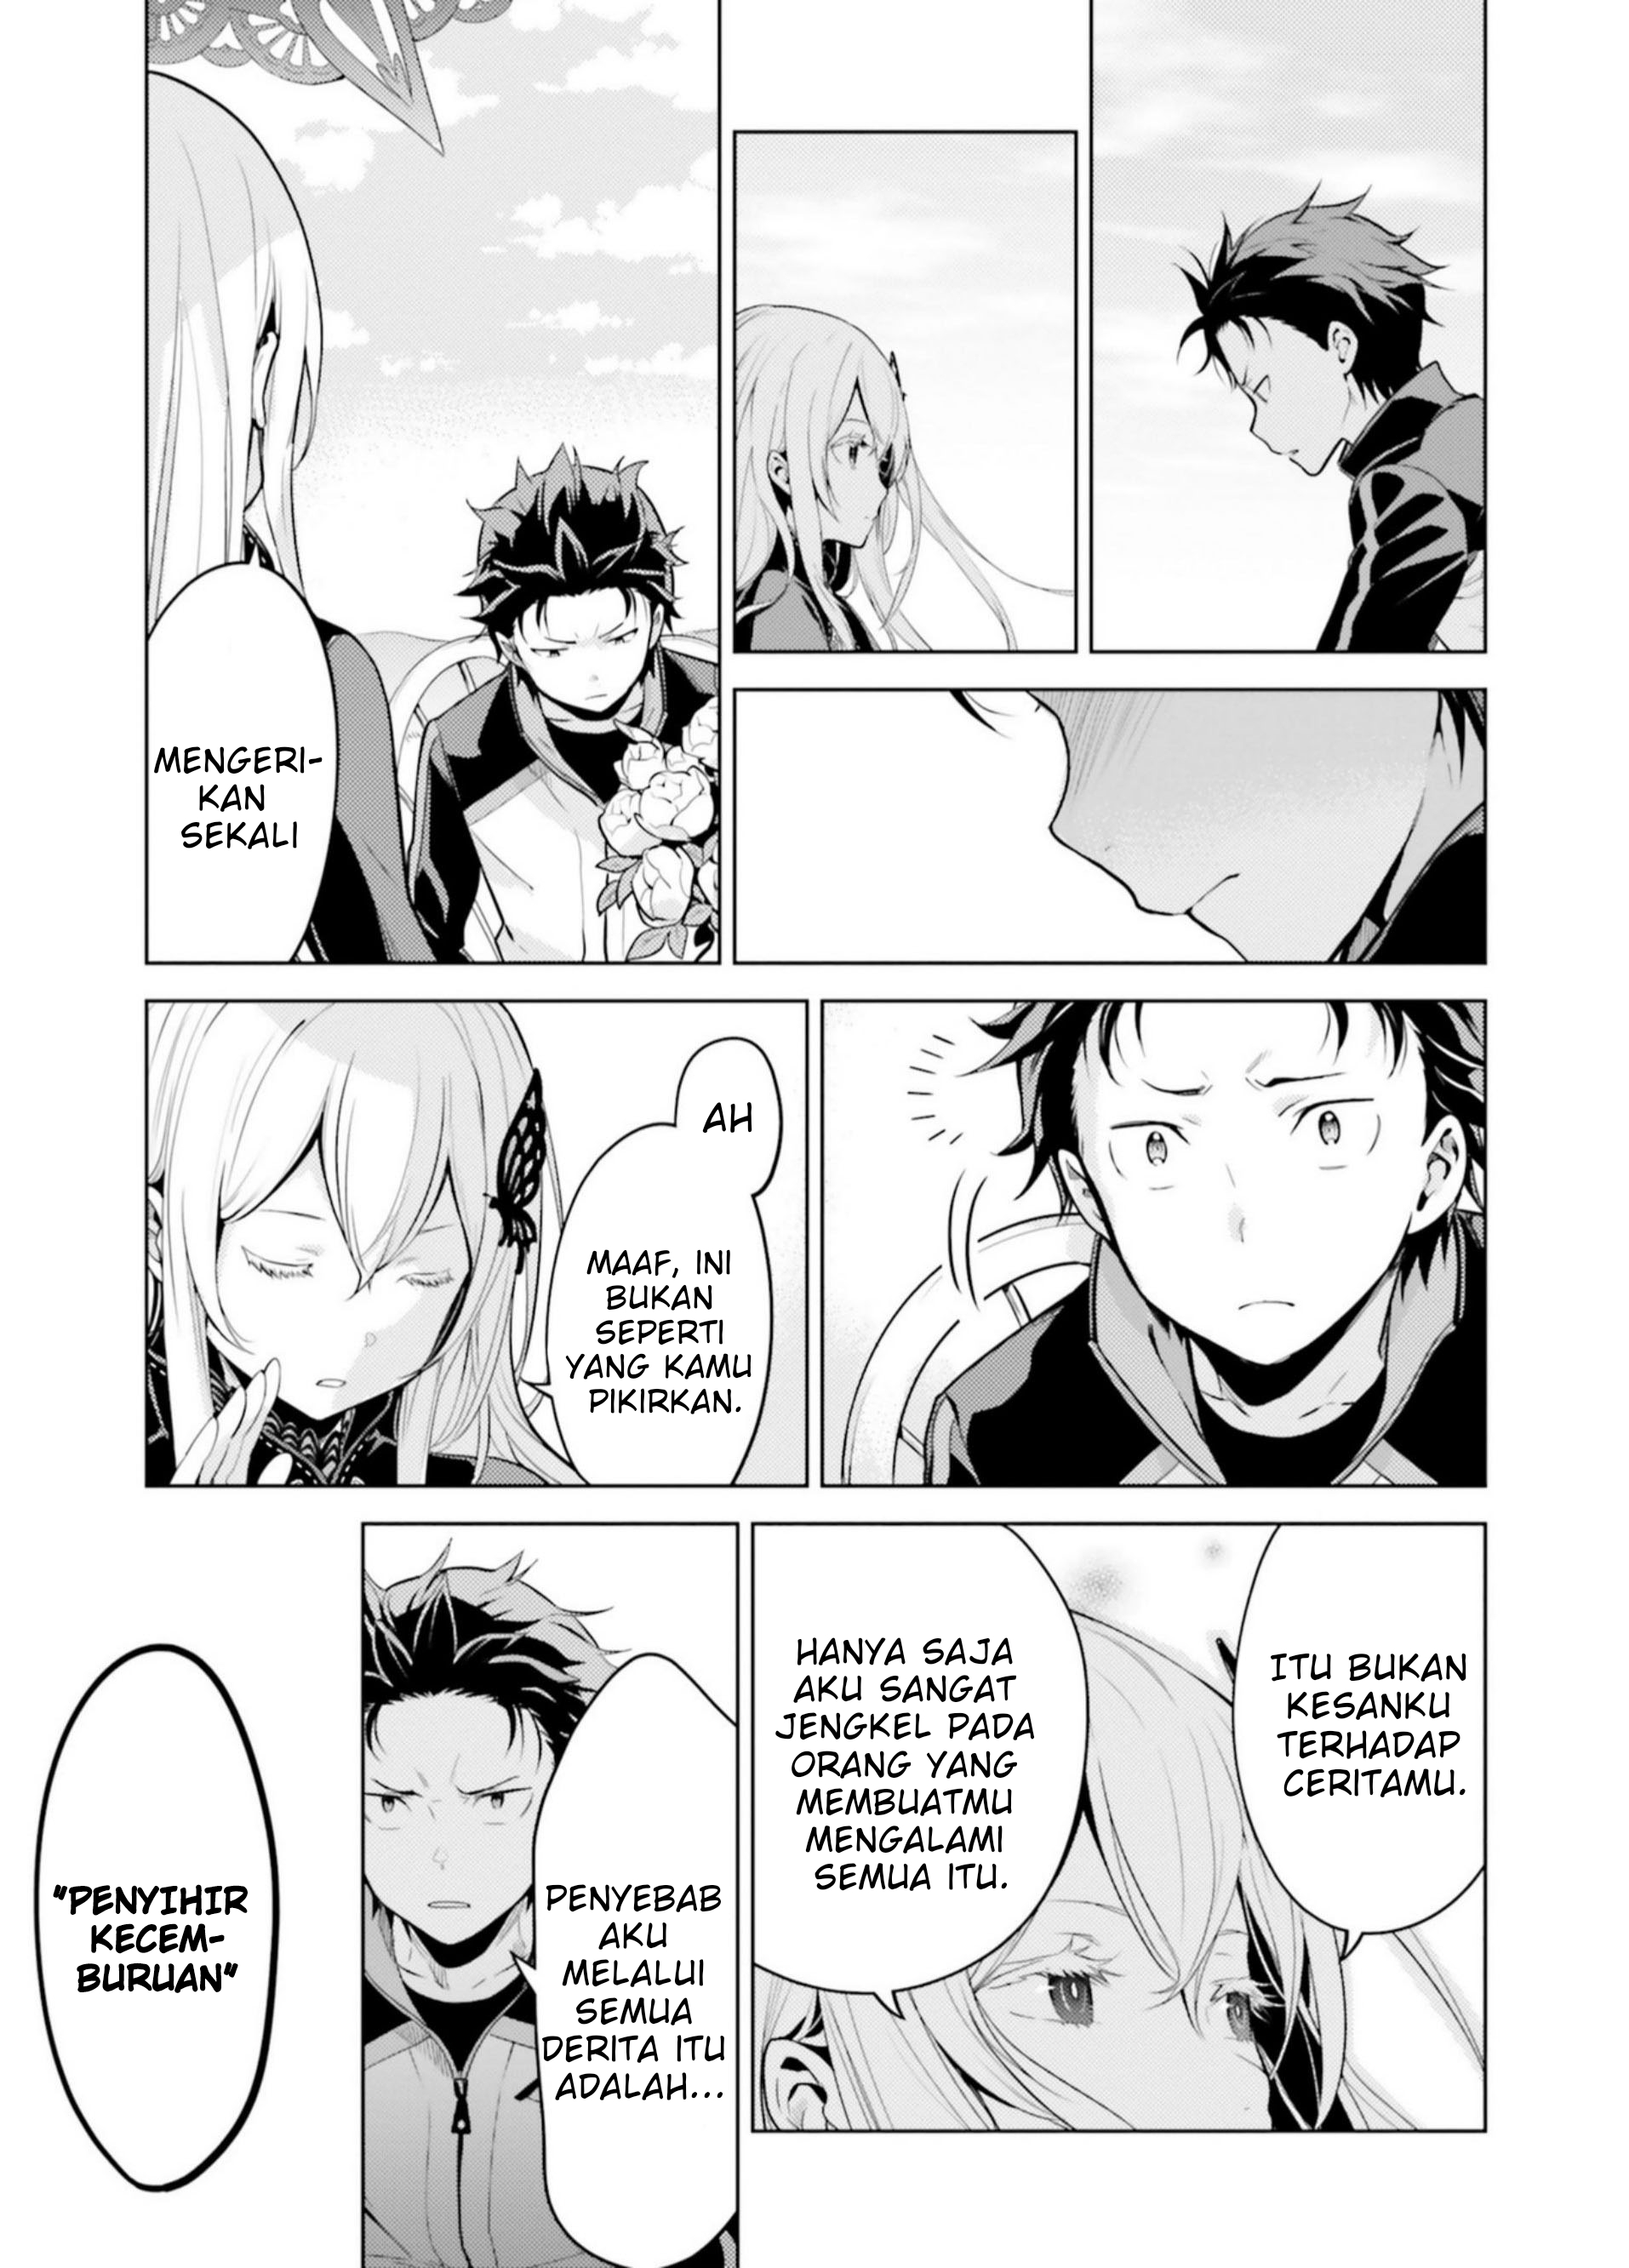 MENGERI-
KAN
SEKALI
AH
MAAF, INI
BUKAN
SEPERTI
YANG KAMU
PIKIRKAN.
ITU BUKAN
KESANKU
TERHADAP
CERITAMU.
HANYA SAJA
AKU SANGAT
JENGKEL PADA
ORANG YANG
MEMBUATMU
MENGALAMI
SEMUA ITU.
PENYEBAB
AKU
MELALUI
SEMUA
DERITA ITU
ADALAH...
"PENYIHIR
KECEM-
BURUAN"